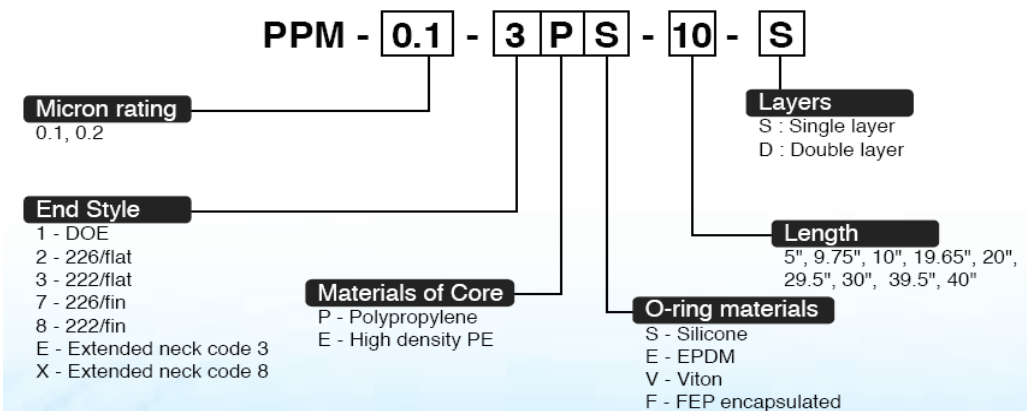 PPM - 0.1 - 3 P S - 10 - S
Micron rating
0.1, 0.2
End Style
1 - DOE
2 - 226/flat
3 - 222/flat
7 - 226/fin
8 - 222/fin
E - Extended neck code 3
X - Extended neck code 8
Materials of Core
P - Polypropylene
E - High density PE
O-ring materials
S - Silicone
E - EPDM
V - Viton
F - FEP encapsulated
Length
5", 9.75", 10", 19.65", 20",
29.5", 30", 39.5", 40"
Layers
S : Single layer
D : Double layer